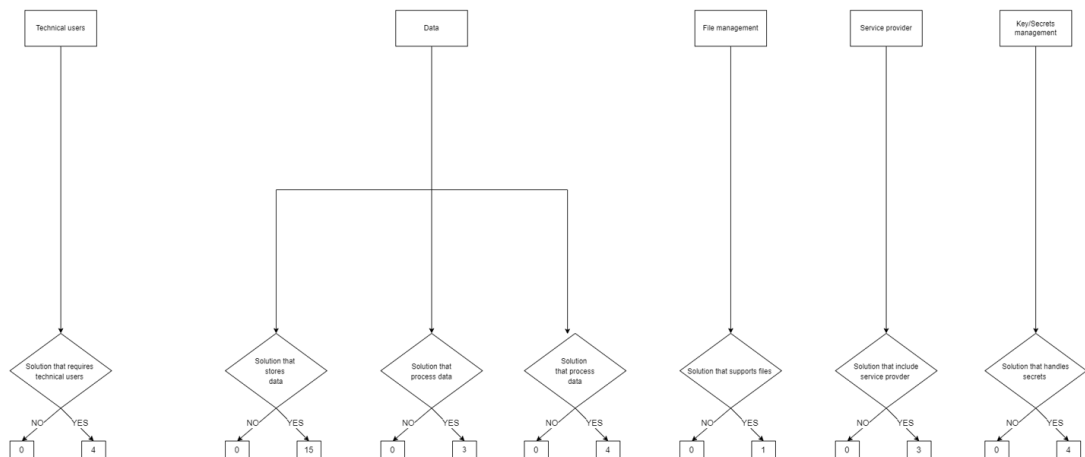 Technical users
Data
File management
Service provider
Key/Secrets
management
Solution that requires
technical users
Solution that
stores
data
Solution that
process data
Solution
that process
data
Solution that supports files
Solution that include
service provder
Solution that handles
secrets
NO
YES
NO
YES
NO
YES
NO
YES
NO
YES
NO
YES
NO
YES
0
4
0
15
0
3
0
4
0
1
0
3
0
4